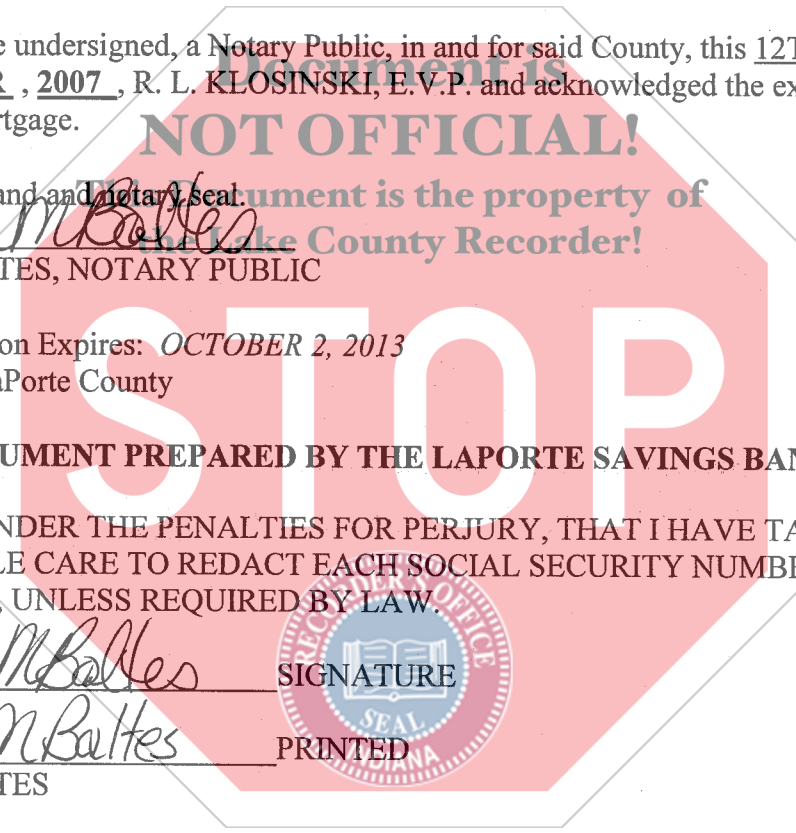 e undersigned, a Notary Public, in and for said County, this 12T
R , 2007 , R. L. KLOSINSKI, E.V.P. and acknowledged the ex
rtgage.
Document is
NOT OFFICIAL!
This Document is the property of
the Lake County Recorder!
and and notary seal.
M Baltes
TES, NOTARY PUBLIC
on Expires: OCTOBER 2, 2013
aPorte County
STOP
UMENT PREPARED BY THE LAPORTE SAVINGS BAN
NDER THE PENALTIES FOR PERJURY, THAT I HAVE TA
LE CARE TO REDACT EACH SOCIAL SECURITY NUMBE
, UNLESS REQUIRED BY LAW.
M Baltes SIGNATURE
M Baltes PRINTED
TES
RECORDER'S OFFICE
SEAL
INDIANA